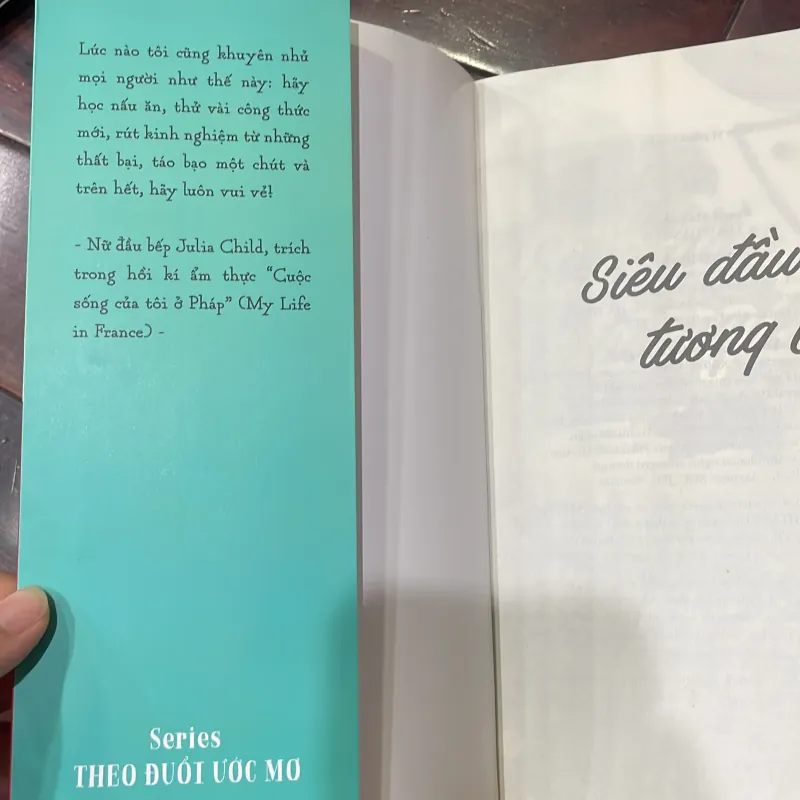 Lúc nào tôi cũng khuyên nhủ
mọi người như thế này: hãy
học nấu ăn, thử vài công thức
mới, rút kinh nghiệm từ những
thất bại, táo bạo một chút và
trên hết, hãy luôn vui vẻ!
- Nữ đầu bếp Julia Child, trích
trong hồi kí ẩm thực “Cuộc
sống của tôi ở Pháp” (My Life
in France) -
Series
THEO ĐUỔI ƯỚC MƠ
Siêu đầu
tương